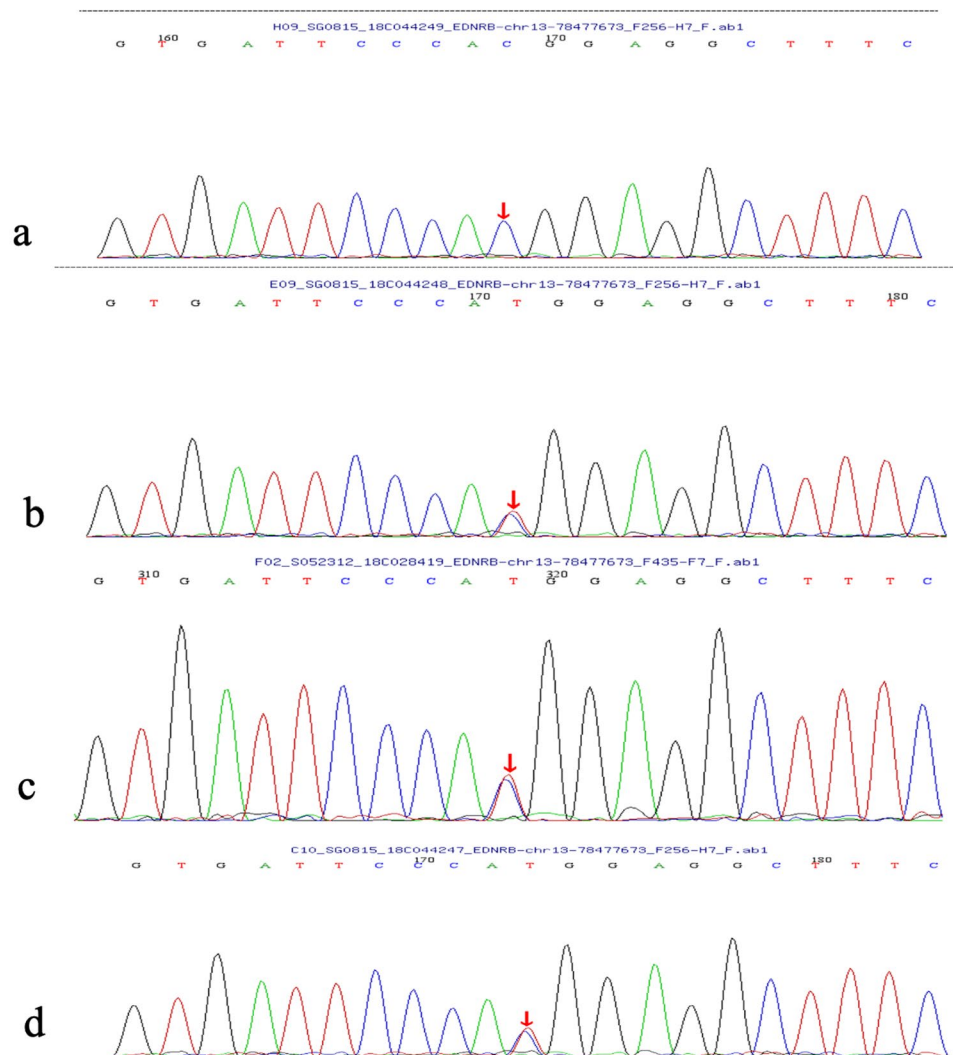 H09_SG0815_18C044249_EDNRB-chr13-78477673_F256-H7_F.ab1
160 170
G T G A T T C C C A C G G A G G C T T T C
a
E09_SG0815_18C044248_EDNRB-chr13-78477673_F256-H7_F.ab1
170 180
G T G A T T C C C A T G G A G G C T T T C
b
F02_S052312_18C028419_EDNRB-chr13-78477673_F435-F7_F.ab1
310 320
G T G A T T C C C A T G G A G G C T T T C
c
C10_SG0815_18C044247_EDNRB-chr13-78477673_F256-H7_F.ab1
170 180
G T G A T T C C C A T G G A G G C T T T C
d